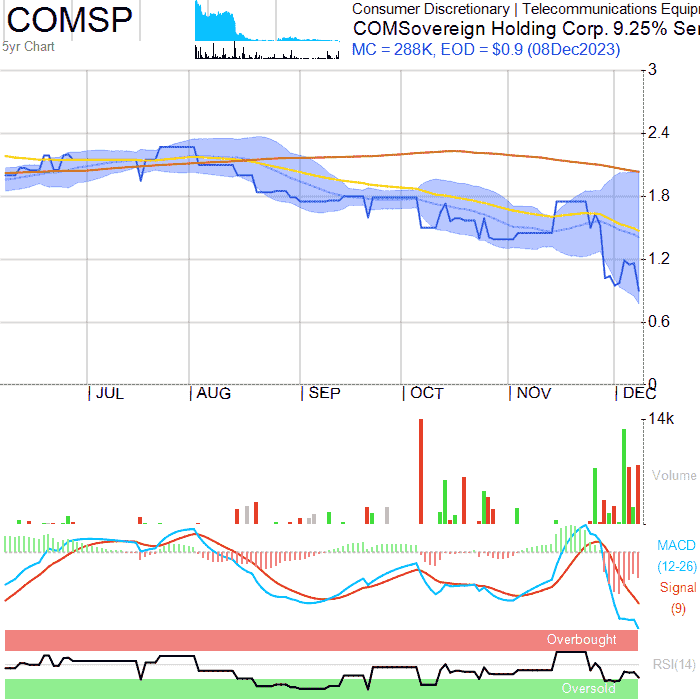 COMSP
5yr Chart
Consumer Discretionary | Telecommunications Equip
COMSovereign Holding Corp. 9.25% Ser
MC = 288K, EOD = $0.9 (08Dec2023)
3
2.4
1.8
1.2
0.6
0
JUL AUG SEP OCT NOV DEC
14k
Volume
MACD
(12-26)
Signal
(9)
Overbought
RSI(14)
Oversold